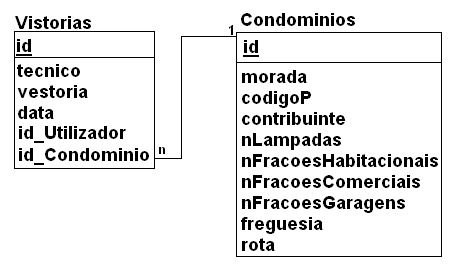 Vistorias
id
tecnico
vestoria
data
id_Utilizador
id_Condominio
n
1
Condominios
id
morada
codigoP
contribuinte
nLampadas
nFracoesHabitacionais
nFracoesComerciais
nFracoesGaragens
freguesia
rota